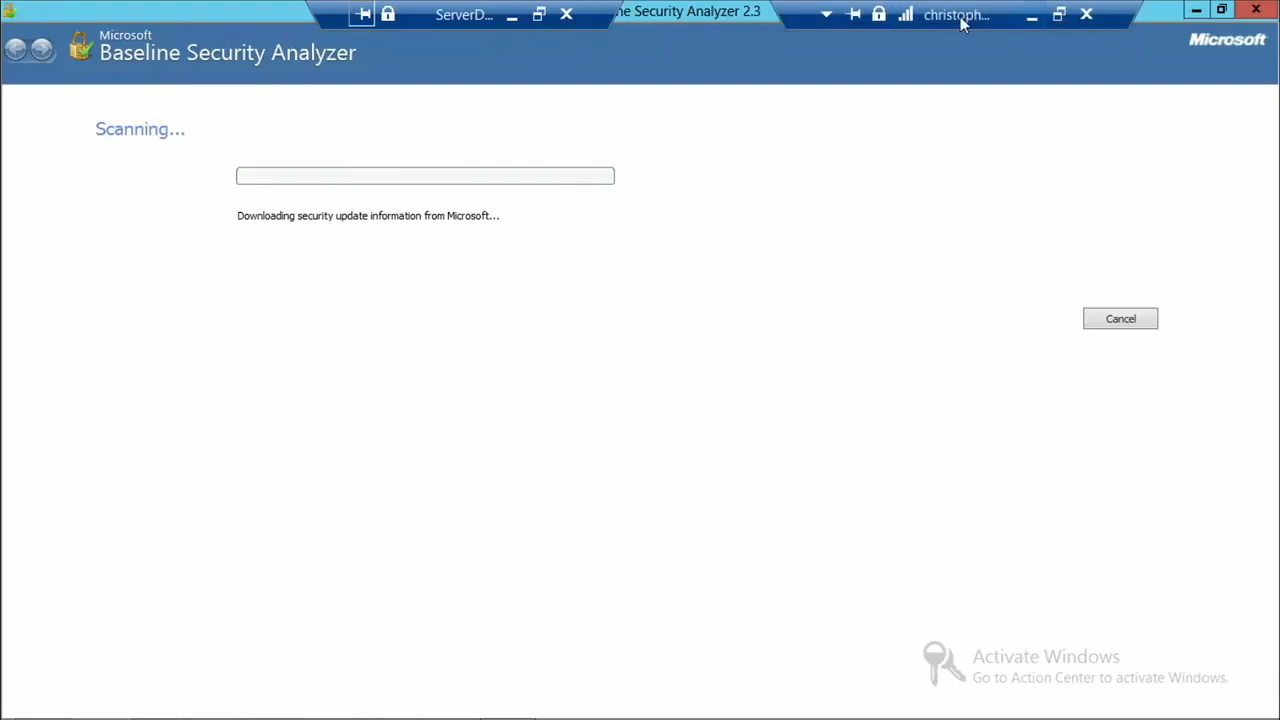 ServerD...
ne Security Analyzer 2.3
christoph...
Microsoft
Baseline Security Analyzer
Microsoft
Scanning...
Downloading security update information from Microsoft...
Cancel
Activate Windows
Go to Action Center to activate Windows.